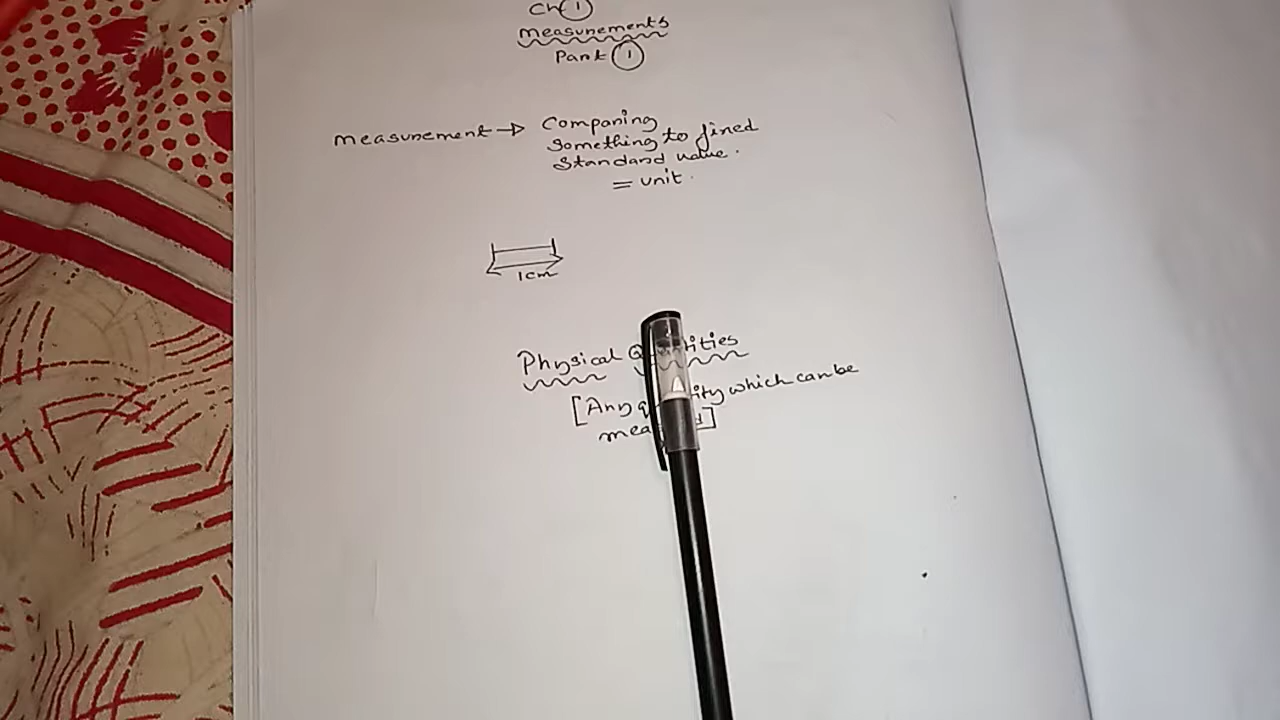 Ch 1
Measurements
Part 1
Measurement → Comparing
something to fixed
standard value.
= unit.
1cm
Physical
[Any which can be